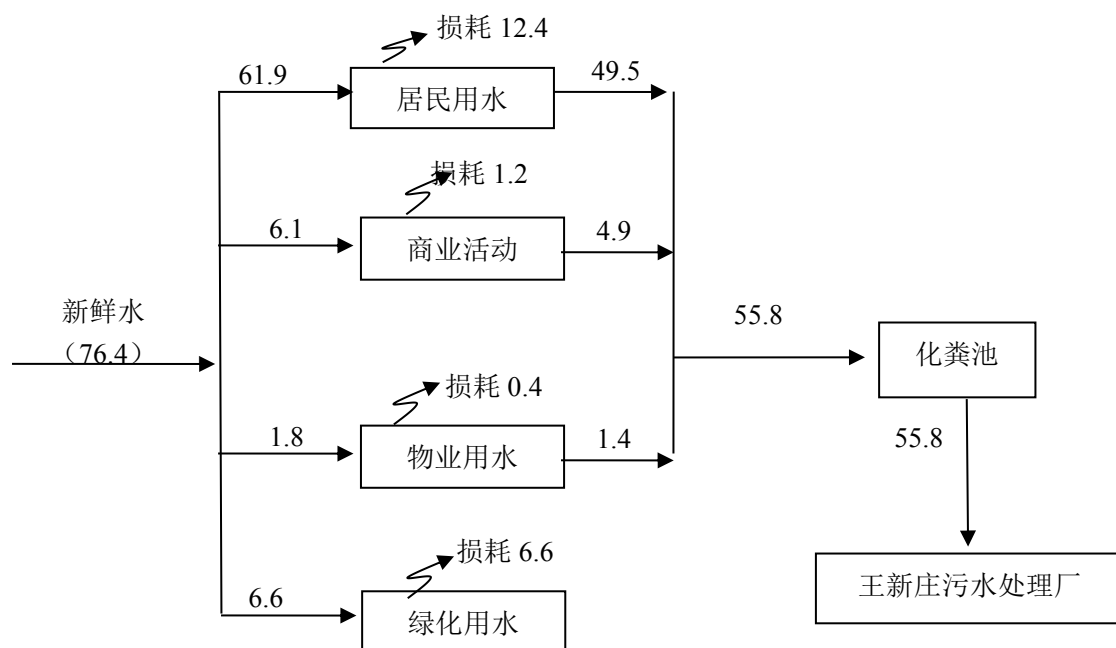 损耗 12.4
61.9
居民用水
49.5
损耗 1.2
6.1
商业活动
4.9
新鲜水
（76.4）
55.8
化粪池
损耗 0.4
1.8
物业用水
1.4
55.8
损耗 6.6
6.6
绿化用水
王新庄污水处理厂